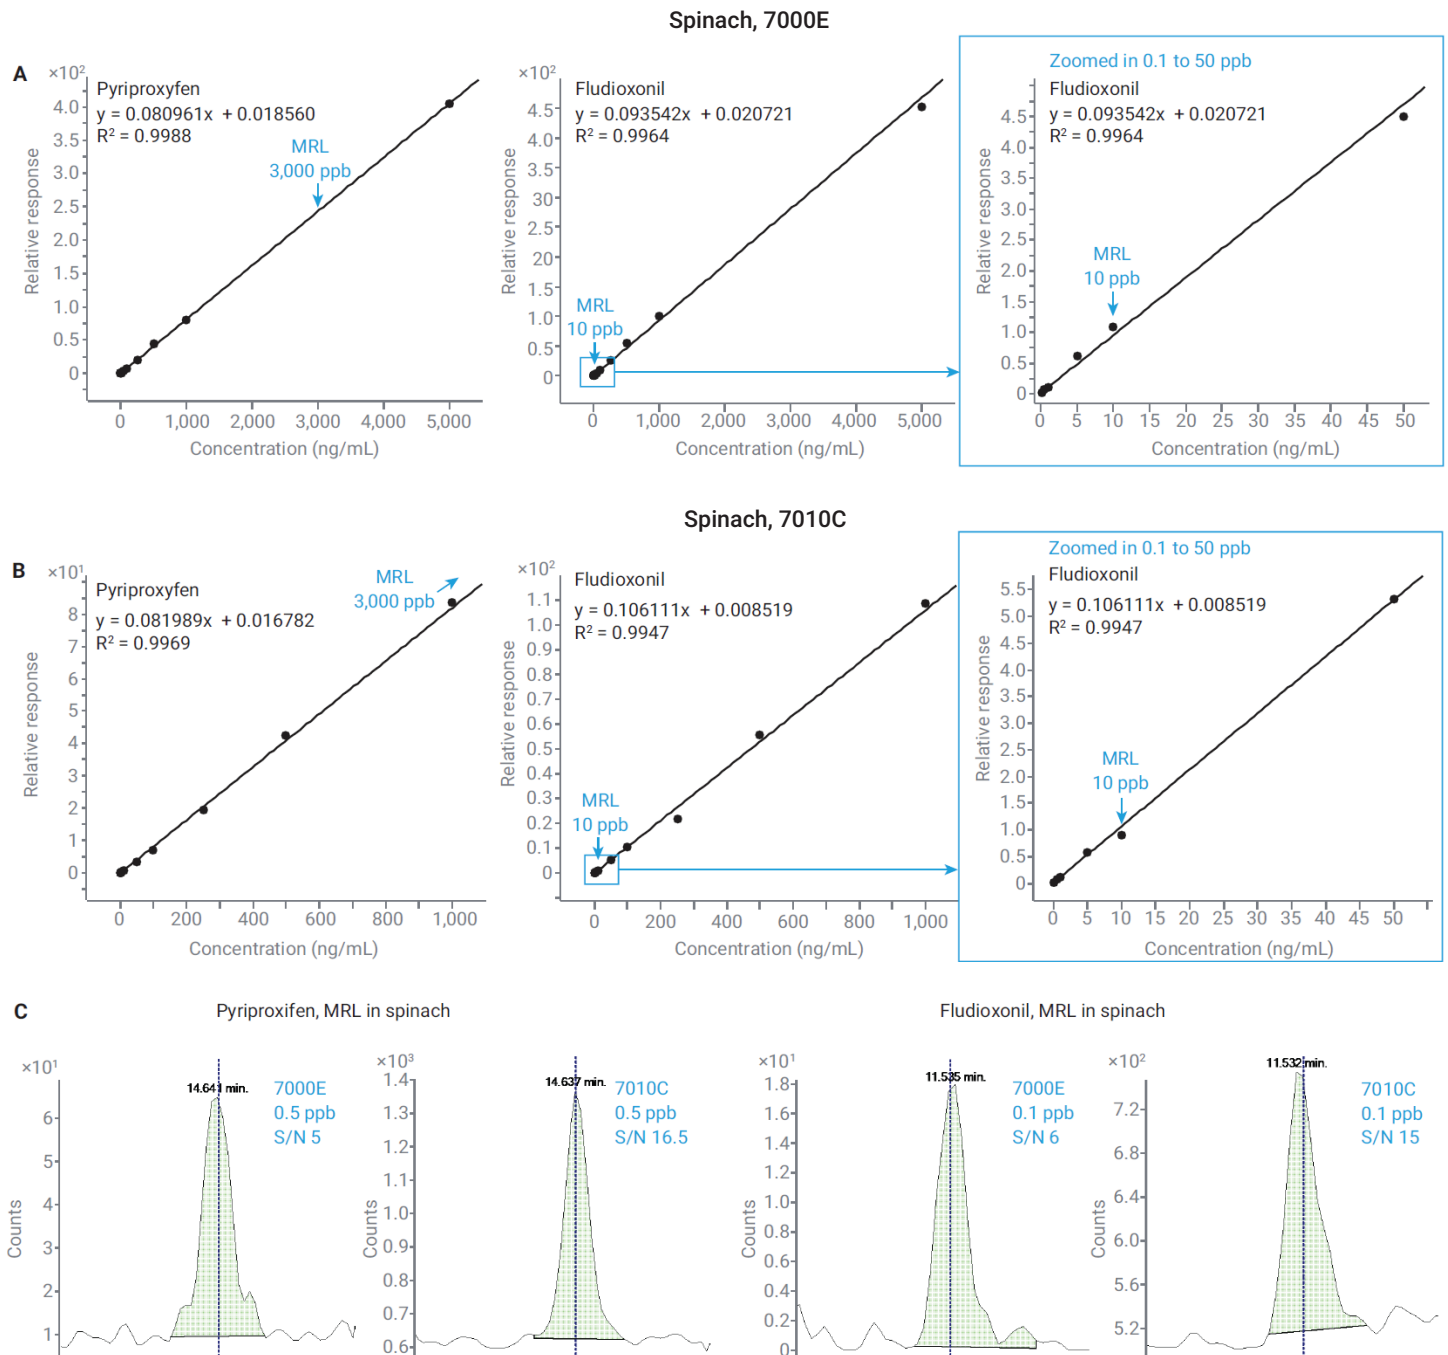 Spinach, 7000E
A
×10²
Pyriproxyfen
y = 0.080961x + 0.018560
R² = 0.9988
MRL
3,000 ppb
4.0
3.5
3.0
2.5
2.0
1.5
1.0
0.5
0
Relative response
0 1,000 2,000 3,000 4,000 5,000
Concentration (ng/mL)
×10²
Fludioxonil
y = 0.093542x + 0.020721
R² = 0.9964
MRL
10 ppb
4.5
4.0
3.5
30
2.5
2.0
1.5
1.0
0.5
0
Relative response
0 1,000 2,000 3,000 4,000 5,000
Concentration (ng/mL)
Zoomed in 0.1 to 50 ppb
Fludioxonil
y = 0.093542x + 0.020721
R² = 0.9964
MRL
10 ppb
4.5
4.0
3.5
3.0
2.5
2.0
1.5
1.0
0.5
0
Relative response
0 5 10 15 20 25 30 35 40 45 50
Concentration (ng/mL)
Spinach, 7010C
B
×10¹
Pyriproxyfen
y = 0.081989x + 0.016782
R² = 0.9969
MRL
3,000 ppb
8
7
6
5
4
3
2
1
0
Relative response
0 200 400 600 800 1,000
Concentration (ng/mL)
×10²
Fludioxonil
y = 0.106111x + 0.008519
R² = 0.9947
MRL
10 ppb
1.1
1.0
0.9
0.8
0.7
0.6
0.5
0.4
0.3
0.2
0.1
0
Relative response
0 200 400 600 800 1,000
Concentration (ng/mL)
Zoomed in 0.1 to 50 ppb
Fludioxonil
y = 0.106111x + 0.008519
R² = 0.9947
MRL
10 ppb
5.5
5.0
4.5
4.0
3.5
3.0
2.5
2.0
1.5
1.0
0.5
0
Relative response
0 5 10 15 20 25 30 35 40 45 50
Concentration (ng/mL)
C
Pyriproxifen, MRL in spinach
×10¹
14.641 min.
7000E
0.5 ppb
S/N 5
6
5
4
3
2
1
Counts
×10³
14.637 min.
7010C
0.5 ppb
S/N 16.5
1.4
1.3
1.2
1.1
1.0
0.9
0.8
0.7
0.6
Counts
Fludioxonil, MRL in spinach
×10¹
11.535 min.
7000E
0.1 ppb
S/N 6
1.8
1.6
1.4
1.2
1.0
0.8
0.6
0.4
0.2
0
Counts
×10²
11.532 min.
7010C
0.1 ppb
S/N 15
7.2
6.8
6.4
6.0
5.6
5.2
Counts